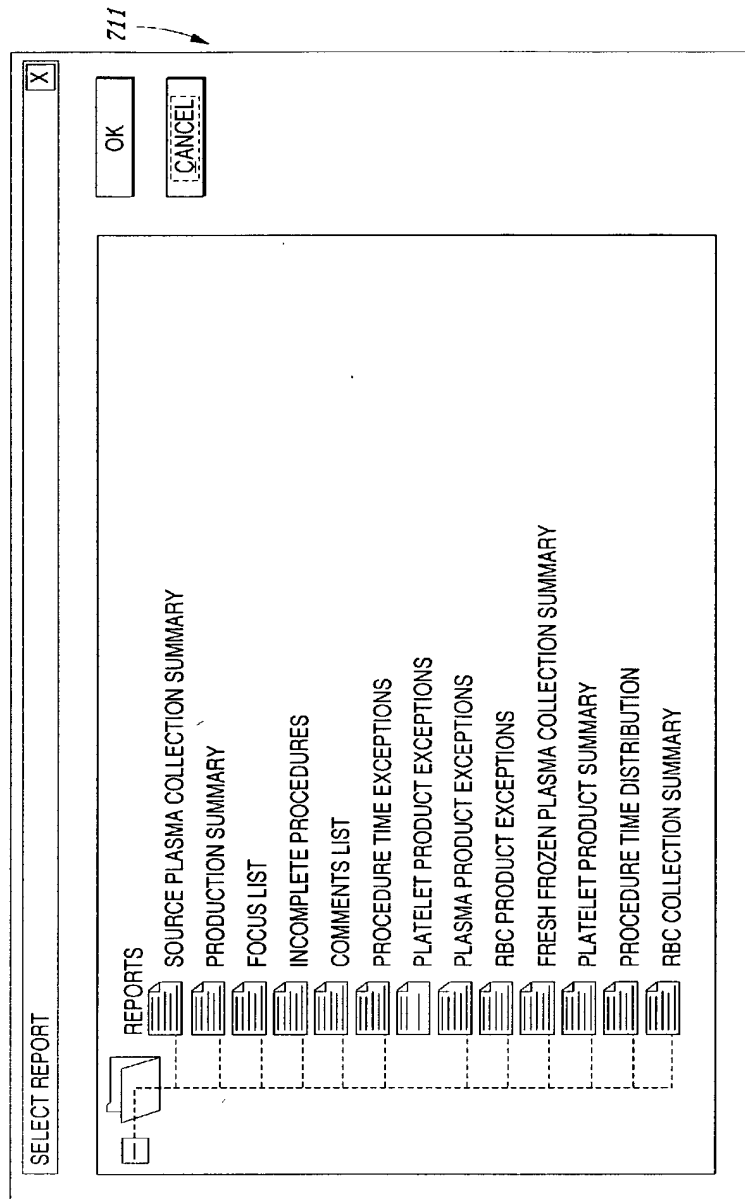 711
SELECT REPORT
X
OK
CANCEL
REPORTS
SOURCE PLASMA COLLECTION SUMMARY
PRODUCTION SUMMARY
FOCUS LIST
INCOMPLETE PROCEDURES
COMMENTS LIST
PROCEDURE TIME EXCEPTIONS
PLATELET PRODUCT EXCEPTIONS
PLASMA PRODUCT EXCEPTIONS
RBC PRODUCT EXCEPTIONS
FRESH FROZEN PLASMA COLLECTION SUMMARY
PLATELET PRODUCT SUMMARY
PROCEDURE TIME DISTRIBUTION
RBC COLLECTION SUMMARY